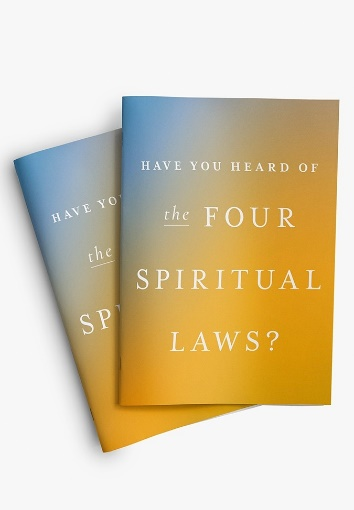 HAVE YOU HEARD OF
the FOUR
SPIRITUAL
LAWS?
HAVE
the